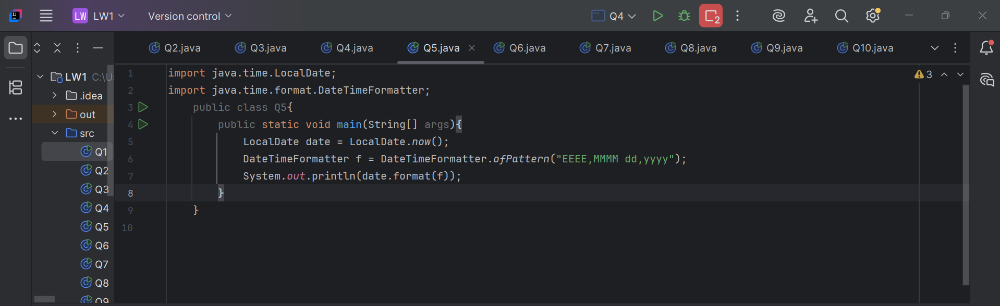 LW LW1 Version control Q4 2
Q2.java Q3.java Q4.java Q5.java Q6.java Q7.java Q8.java Q9.java Q10.java
LW1 C:\Us
.idea
out
src
Q1
Q2
Q3
Q4
Q5
Q6
Q7
Q8
Q9
3
1 import java.time.LocalDate;
2 import java.time.format.DateTimeFormatter;
3 public class Q5{
4 public static void main(String[] args){
5 LocalDate date = LocalDate.now();
6 DateTimeFormatter f = DateTimeFormatter.ofPattern("EEEE,MMMM dd,yyyy");
7 System.out.println(date.format(f));
8 }
9 }
10